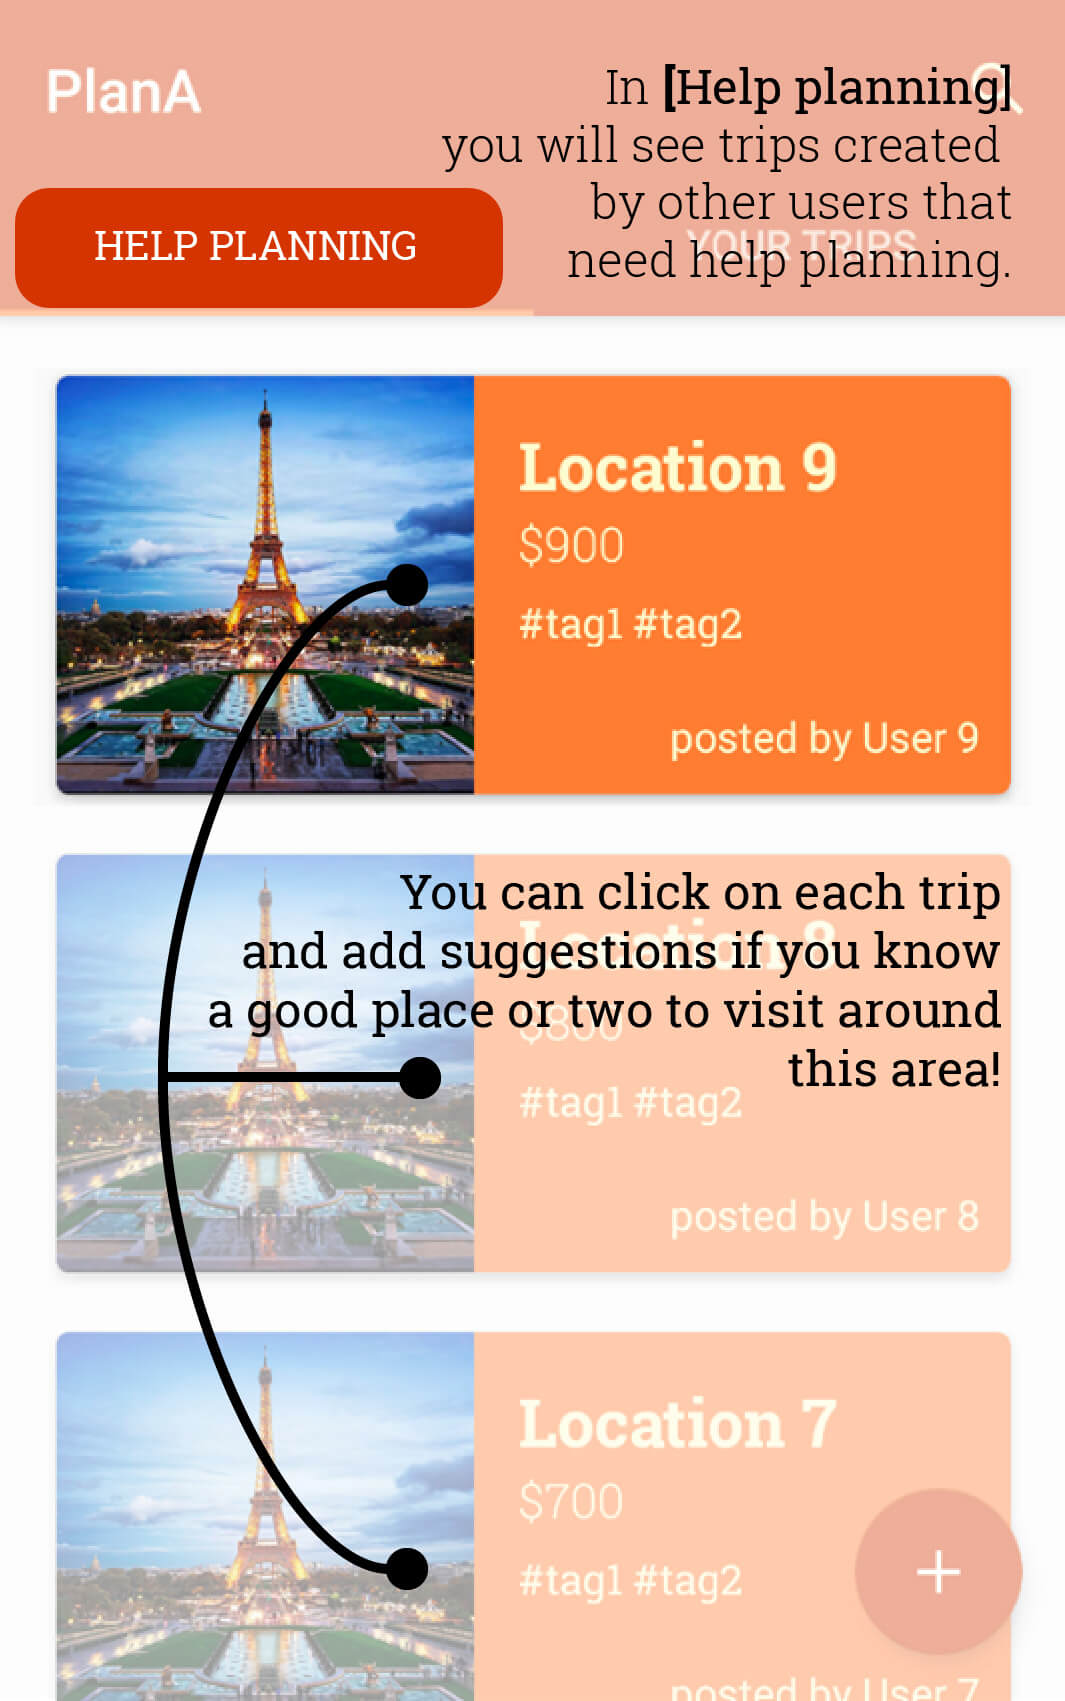 PlanA
In [Help planning]
you will see trips created
by other users that
need help planning.
HELP PLANNING
YOUR TRIPS
Location 9
$900
#tag1 #tag2
posted by User 9
You can click on each trip
and add suggestions if you know
a good place or two to visit around
this area!
Location 8
$800
#tag1 #tag2
posted by User 8
Location 7
$700
#tag1 #tag2
posted by User 7